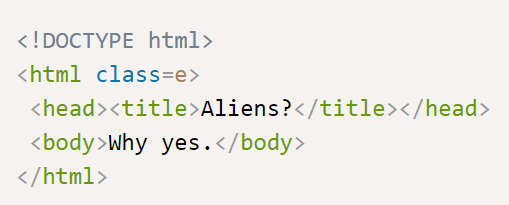 <!DOCTYPE html>
<html class=e>
 <head><title>Aliens?</title></head>
 <body>Why yes.</body>
</html>